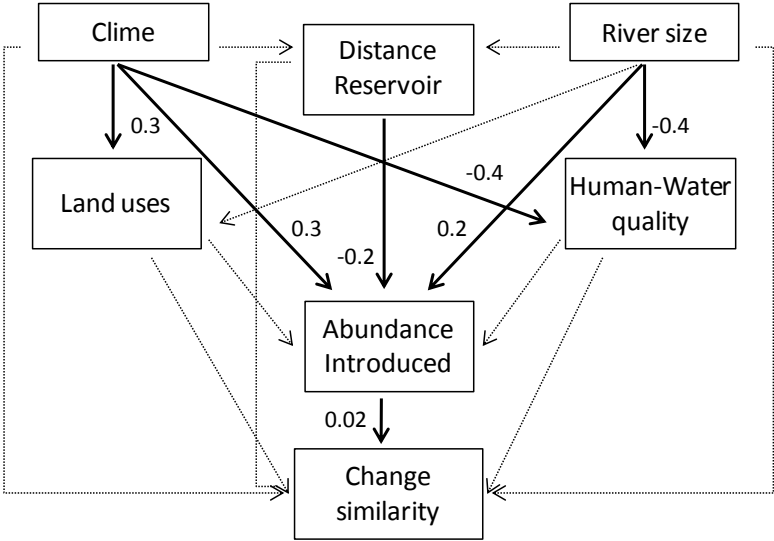 Clime
Distance
Reservoir
River size
0.3
-0.4
Land uses
-0.4
Human-Water
quality
0.3
-0.2
0.2
Abundance
Introduced
0.02
Change
similarity